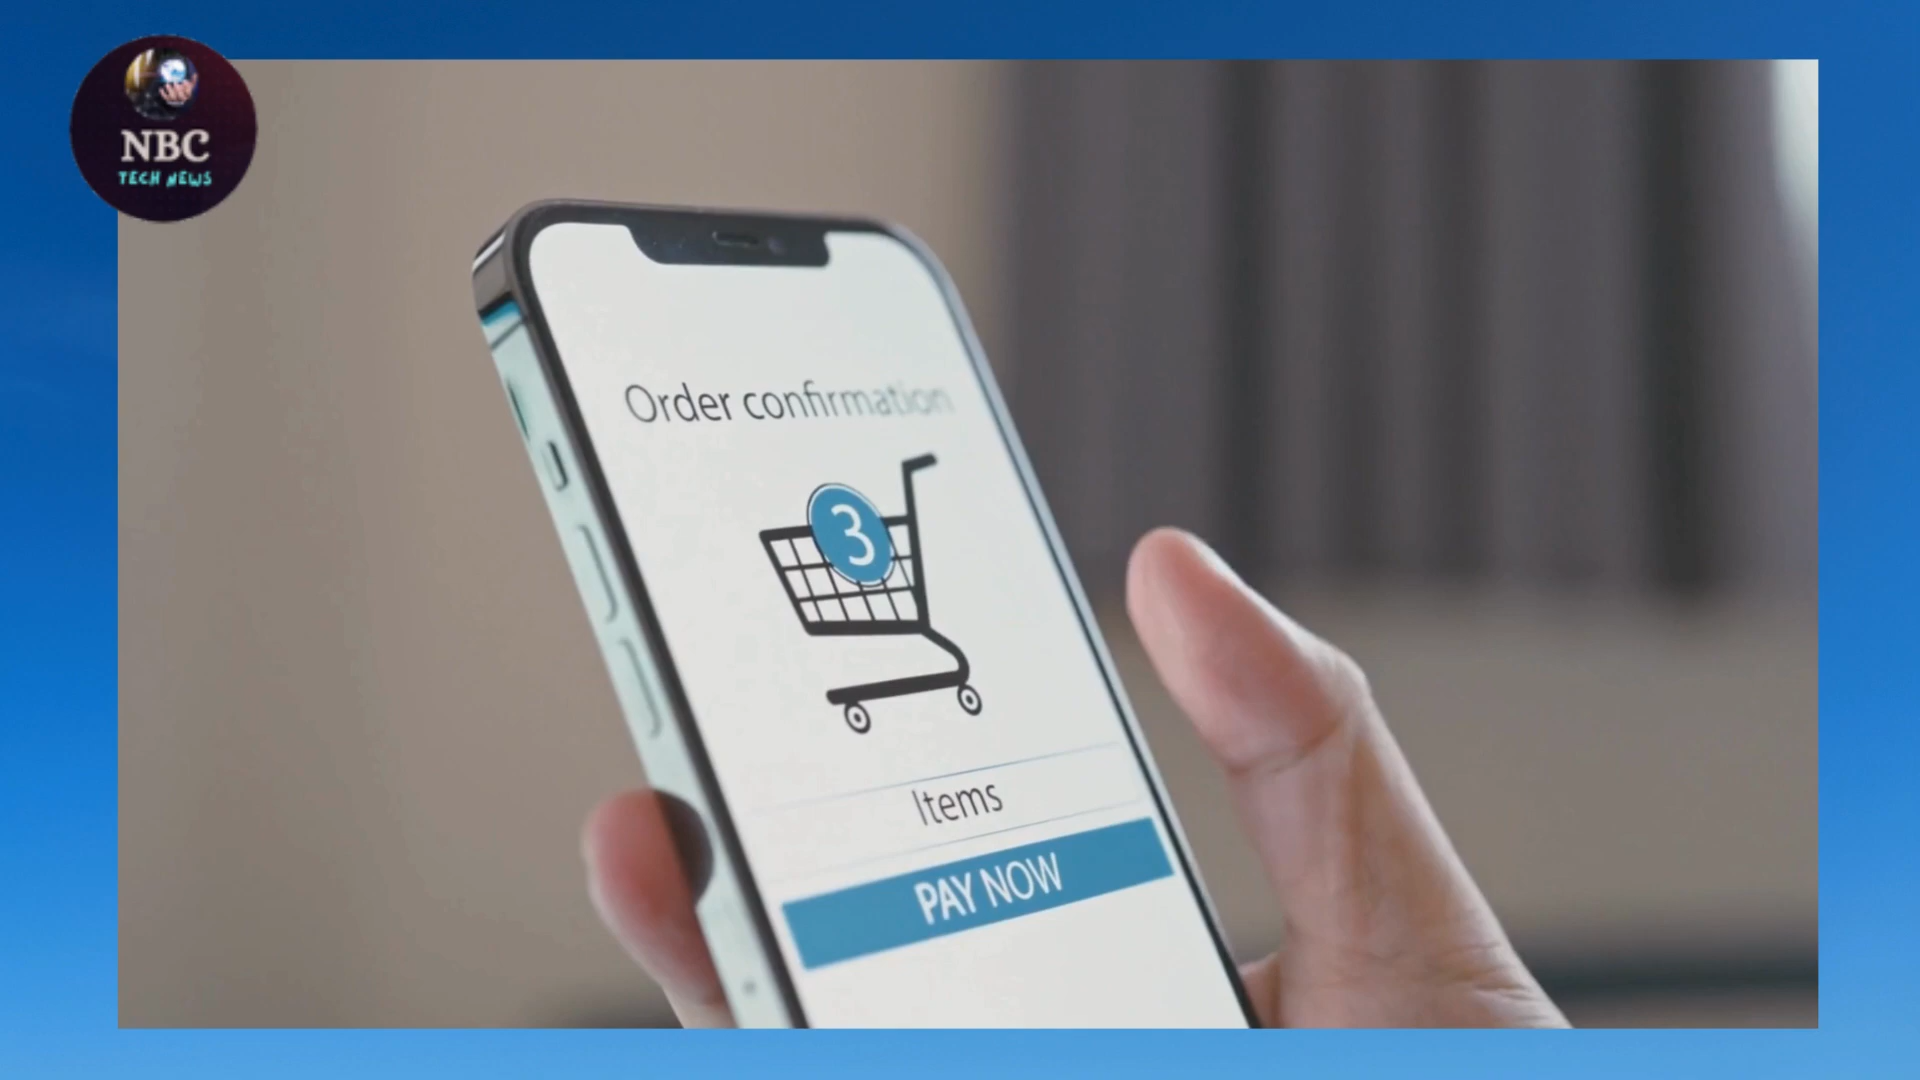 NBC
TECH NEWS
Order confirmation
3
Items
PAY NOW